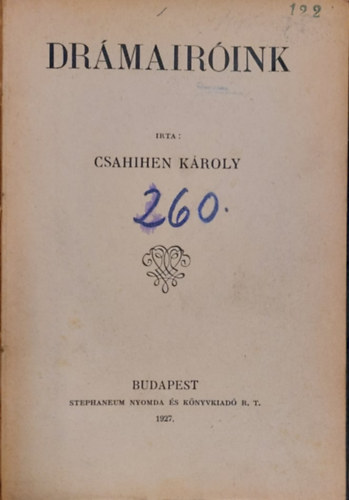 122
DRÁMAIRÓINK
IRTA:
CSAHIHEN KÁROLY
260.
BUDAPEST
STEPHANEUM NYOMDA ÉS KÖNYVKIADÓ R. T.
1927.